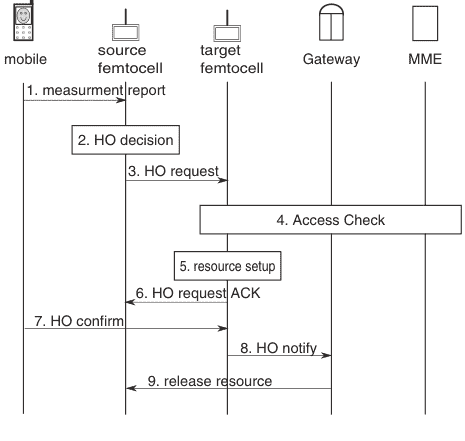 mobile
source
femtocell
target
femtocell
Gateway
MME
1. measurment report
2. HO decision
3. HO request
4. Access Check
5. resource setup
6. HO request ACK
7. HO confirm
8. HO notify
9. release resource